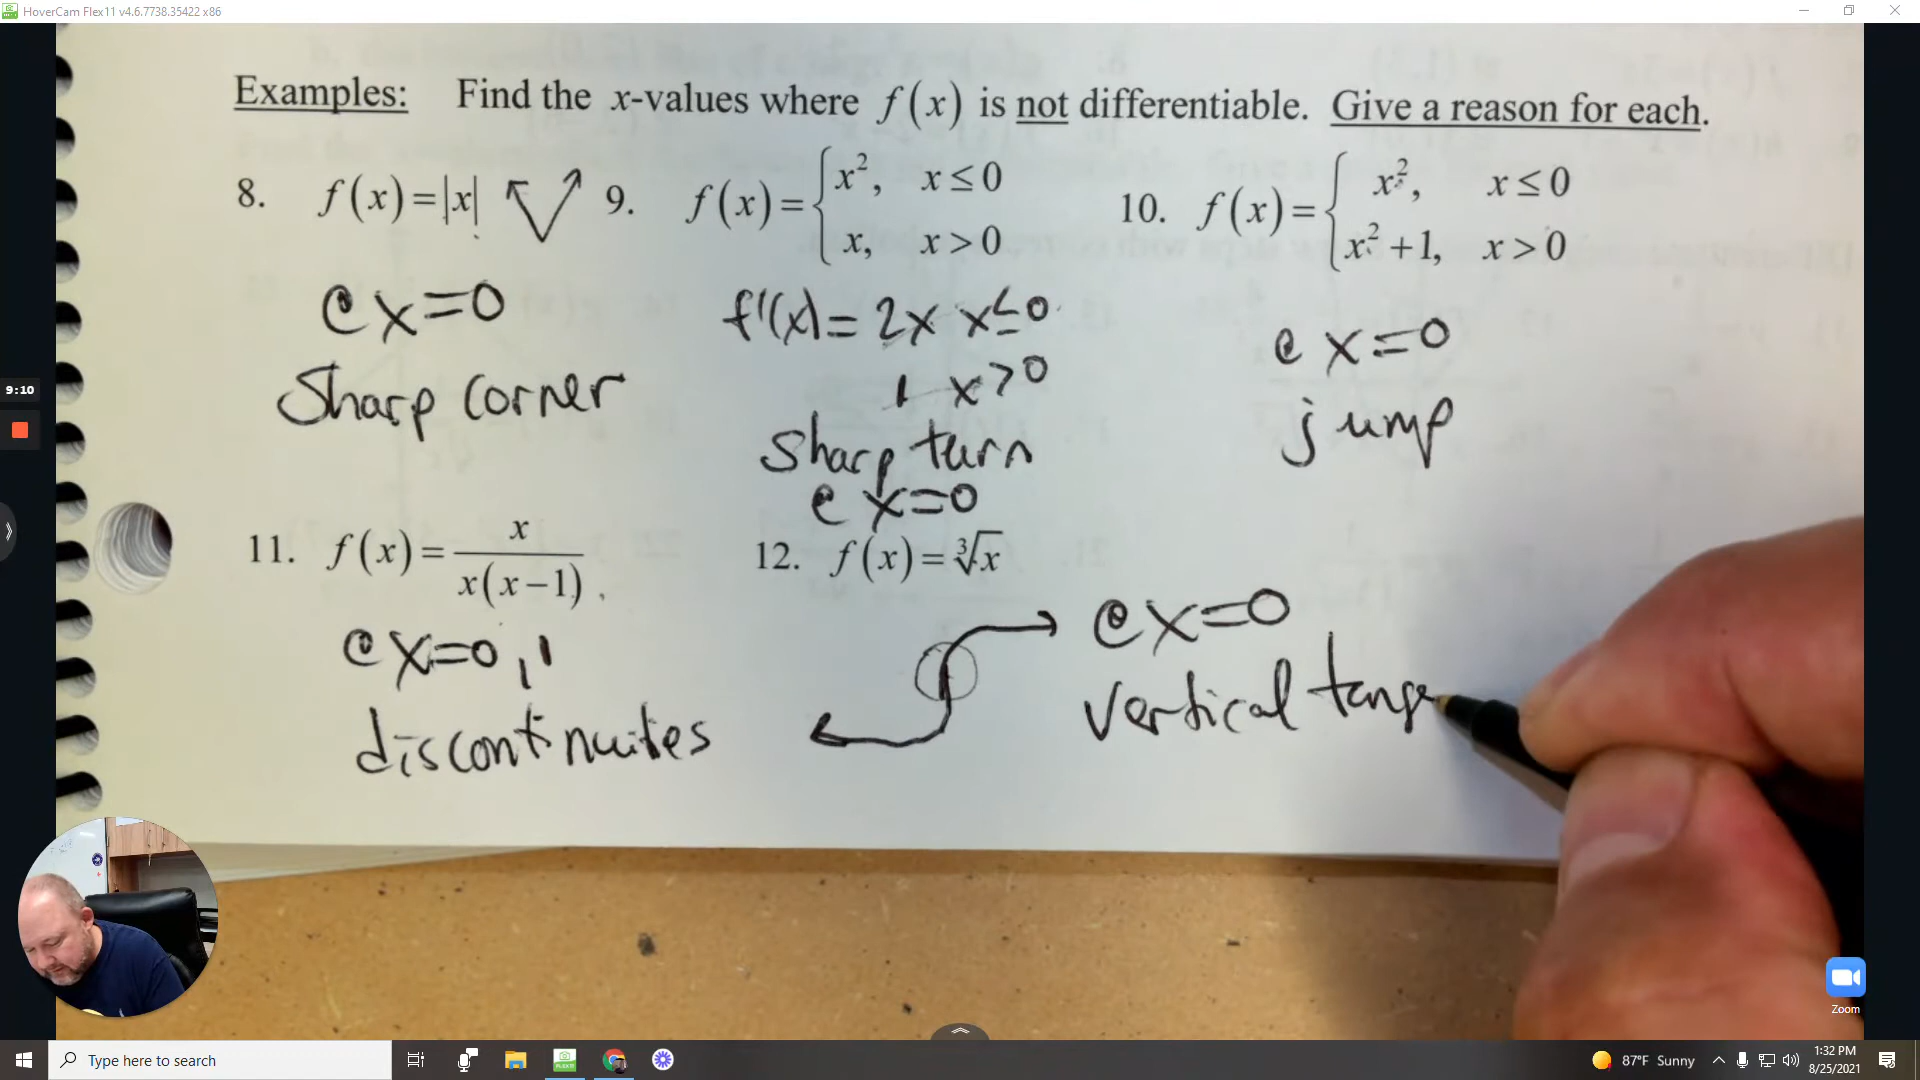 HoverCam Flex11 v4.6.7738.35422 x86
Examples: Find the x-values where f(x) is not differentiable. Give a reason for each.
8. f(x)=|x|
@ x=0
Sharp corner
9. f(x)={x², x≤0
x, x>0
f'(x)= 2x x≤0
1 x>0
Sharp turn
@ x=0
10. f(x)={x², x≤0
x²+1, x>0
@ x=0
jump
11. f(x)=x/x(x−1)
@ x=0, 1
discontinuites
12. f(x)=∛x
@ x=0
vertical tange
9:10
Zoom
Type here to search
FLEX11
87°F Sunny
1:32 PM
8/25/2021